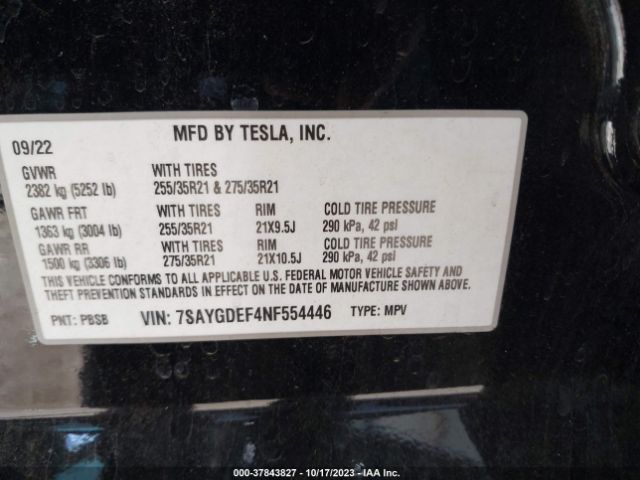 MFD BY TESLA, INC.
09/22
GVWR WITH TIRES
2382 kg (5252 lb) 255/35R21 & 275/35R21
GAWR FRT WITH TIRES RIM COLD TIRE PRESSURE
1363 kg (3004 lb) 255/35R21 21X9.5J 290 kPa, 42 psi
GAWR RR WITH TIRES RIM COLD TIRE PRESSURE
1500 kg (3306 lb) 275/35R21 21X10.5J 290 kPa, 42 psi
THIS VEHICLE CONFORMS TO ALL APPLICABLE U.S. FEDERAL MOTOR VEHICLE SAFETY AND
THEFT PREVENTION STANDARDS IN EFFECT ON THE DATE OF MANUFACTURE SHOWN ABOVE.
PNT: PBSB VIN: 7SAYGDEF4NF554446 TYPE: MPV
000-37843827 - 10/17/2023 - IAA Inc.